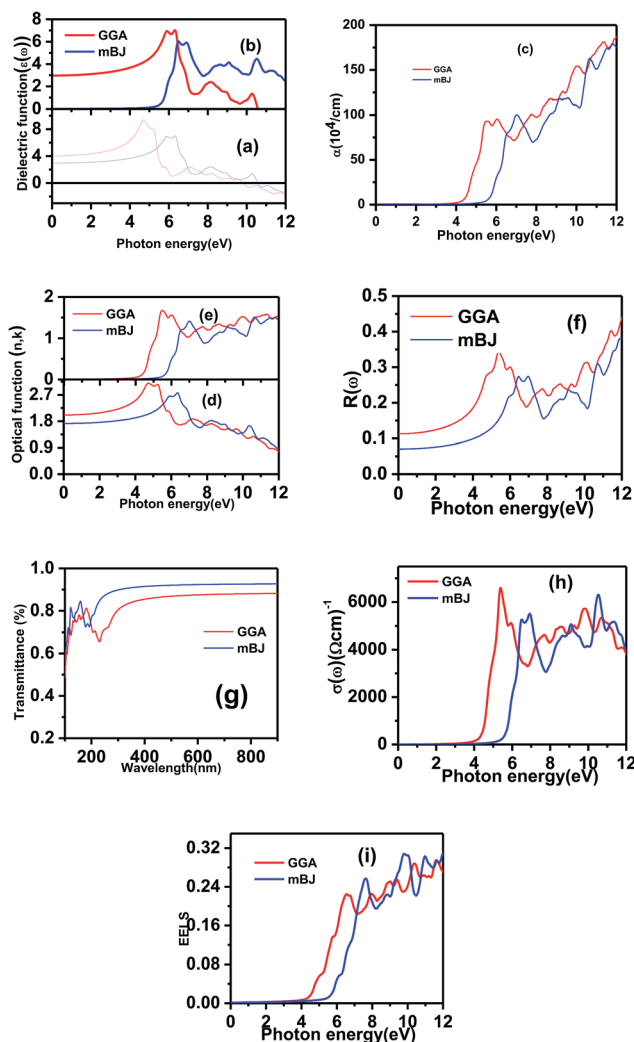 Dielectric function(ε(ω))
8
6
4
2
0
GGA
mBJ
(b)
8
4
0
(a)
0 2 4 6 8 10 12
Photon energy(eV)
α(10⁴/cm)
200
150
100
50
0
(c)
GGA
mBJ
0 2 4 6 8 10 12
Photon energy(eV)
Optical function (n,k)
2
1
0
GGA
mBJ
(e)
2.7
1.8
0.9
0.0
(d)
0 2 4 6 8 10 12
Photon energy(eV)
R(ω)
0.5
0.4
0.3
0.2
0.1
0.0
GGA
mBJ
(f)
0 2 4 6 8 10 12
Photon energy(eV)
Transmittance (%)
1.0
0.8
0.6
0.4
0.2
GGA
mBJ
(g)
200 400 600 800
Wavelength(nm)
σ(ω)(Ωcm)⁻¹
6000
4000
2000
0
GGA
mBJ
(h)
0 2 4 6 8 10 12
Photon energy(eV)
EELS
0.32
0.24
0.16
0.08
0.00
GGA
mBJ
(i)
0 2 4 6 8 10 12
Photon energy(eV)